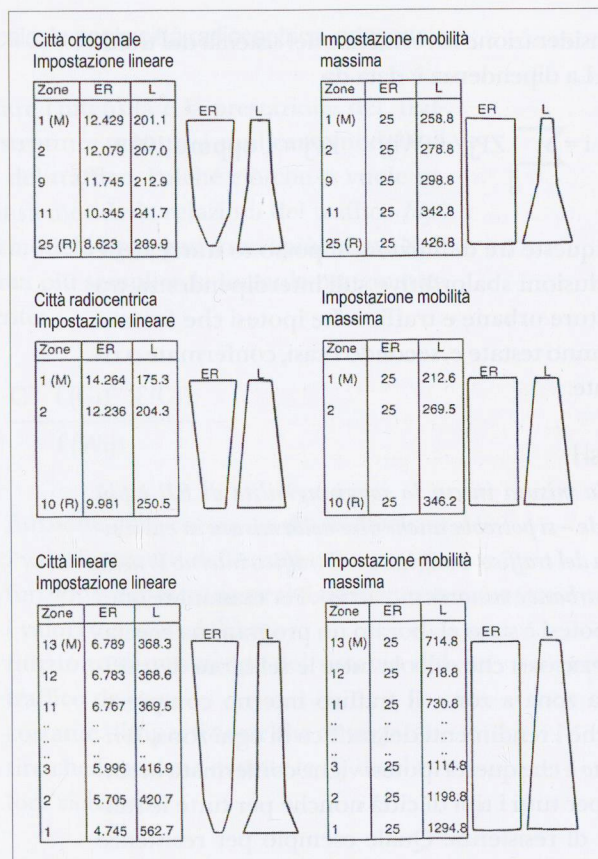 Città ortogonale
Impostazione lineare
Zone ER L
1 (M) 12.429 201.1
2 12.079 207.0
9 11.745 212.9
11 10.345 241.7
25 (R) 8.623 289.9
ER L
Impostazione mobilità
massima
Zone ER L
1 (M) 25 258.8
2 25 278.8
9 25 298.8
11 25 342.8
25 (R) 25 426.8
ER L
Città radiocentrica
Impostazione lineare
Zone ER L
1 (M) 14.264 175.3
2 12.236 204.3
10 (R) 9.981 250.5
ER L
Impostazione mobilità
massima
Zone ER L
1 (M) 25 212.8
2 25 269.5
10 (R) 25 346.2
ER L
Città lineare
Impostazione lineare
Zone ER L
13 (M) 6.789 368.3
12 6.783 368.6
11 6.767 369.5
.. .. ..
.. .. ..
3 5.996 416.9
2 5.705 420.7
1 4.745 562.7
ER L
Impostazione mobilità
massima
Zone ER L
13 (M) 25 714.8
12 25 718.8
11 25 730.8
.. .. ..
.. .. ..
3 25 1114.8
2 25 1198.8
1 25 1294.8
ER L